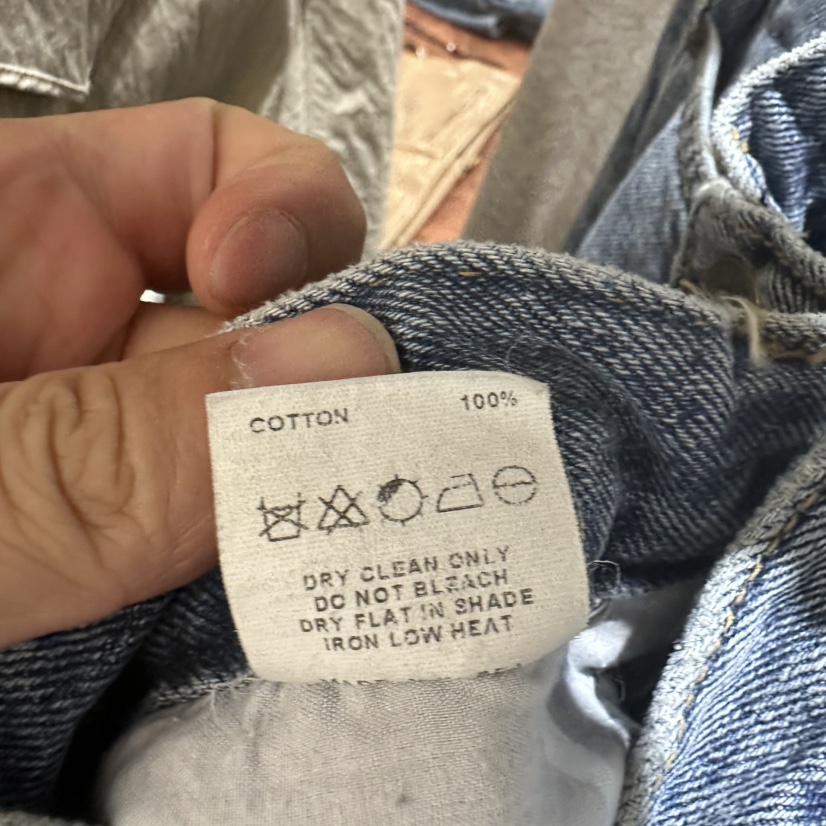 COTTON 100%
DRY CLEAN ONLY
DO NOT BLEACH
DRY FLAT IN SHADE
IRON LOW HEAT